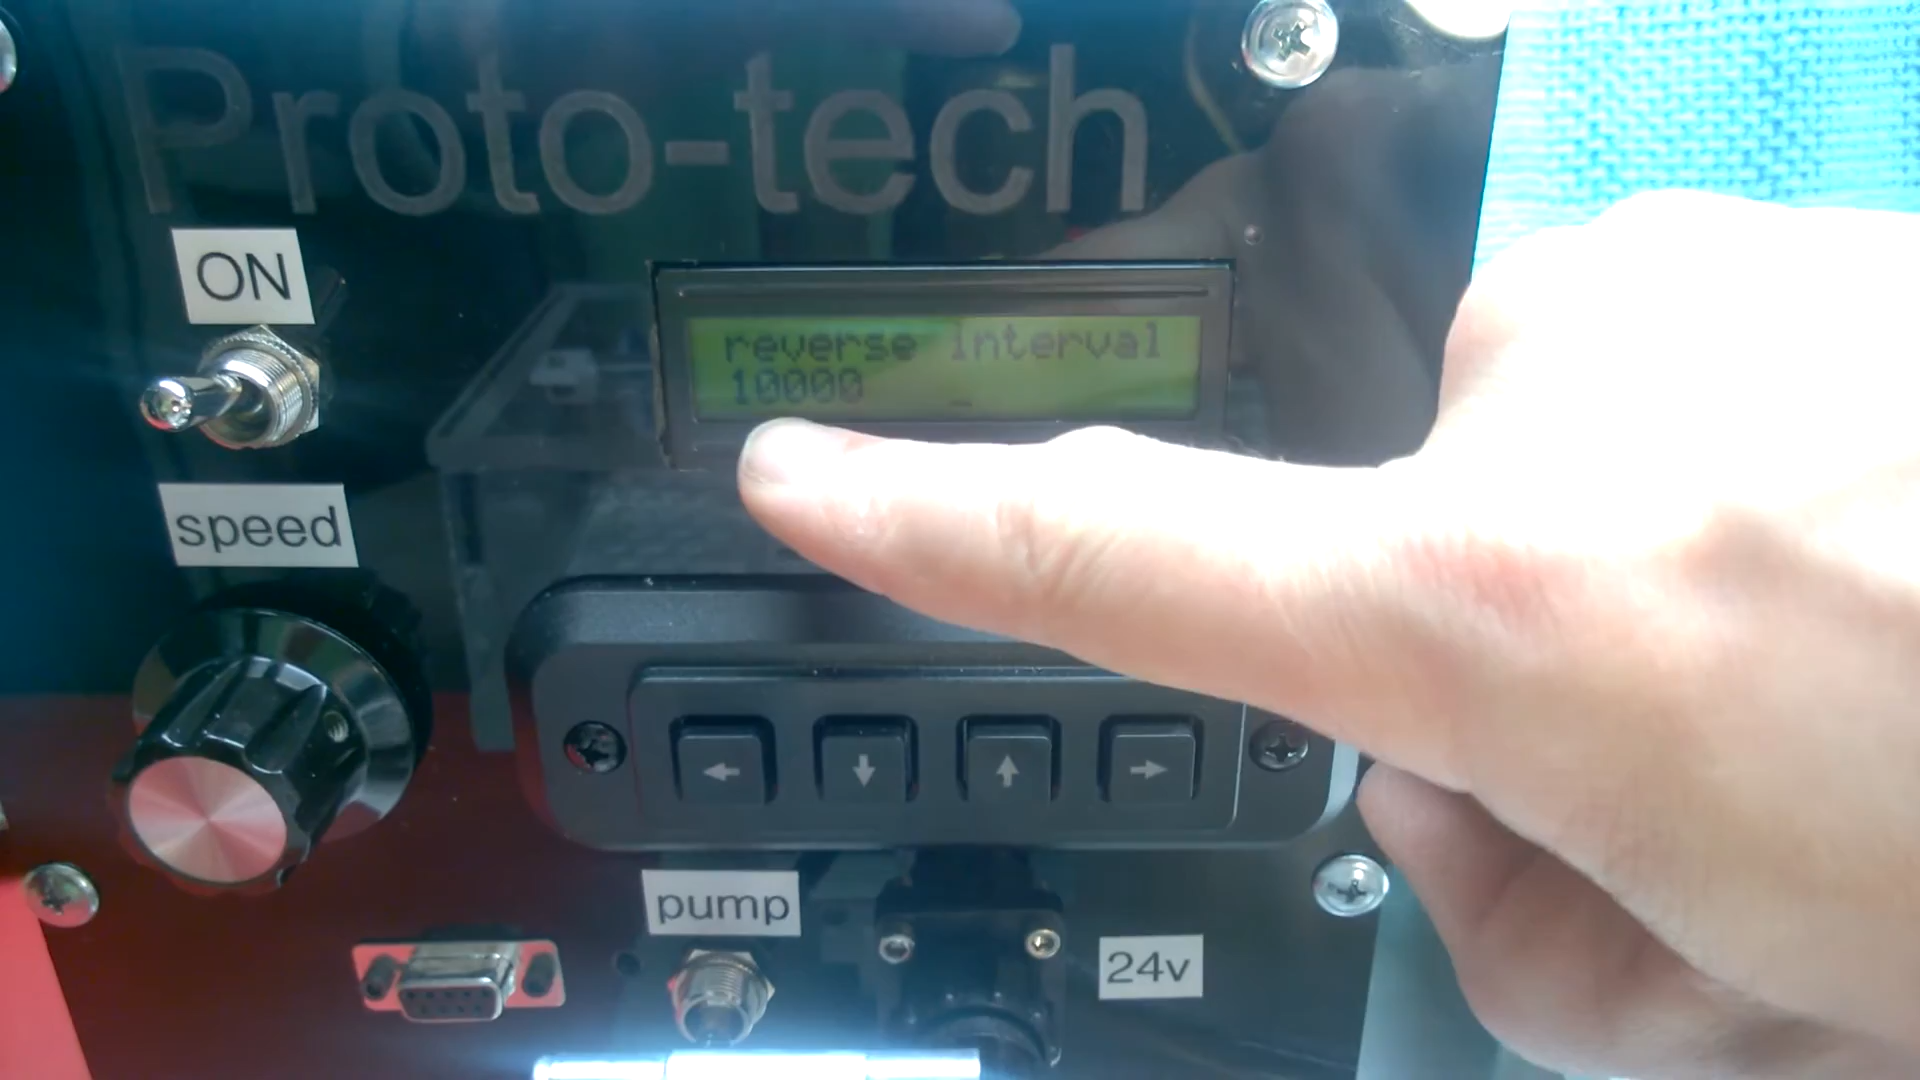 Proto-tech
ON
reverse Interval
10000
speed
pump
24v